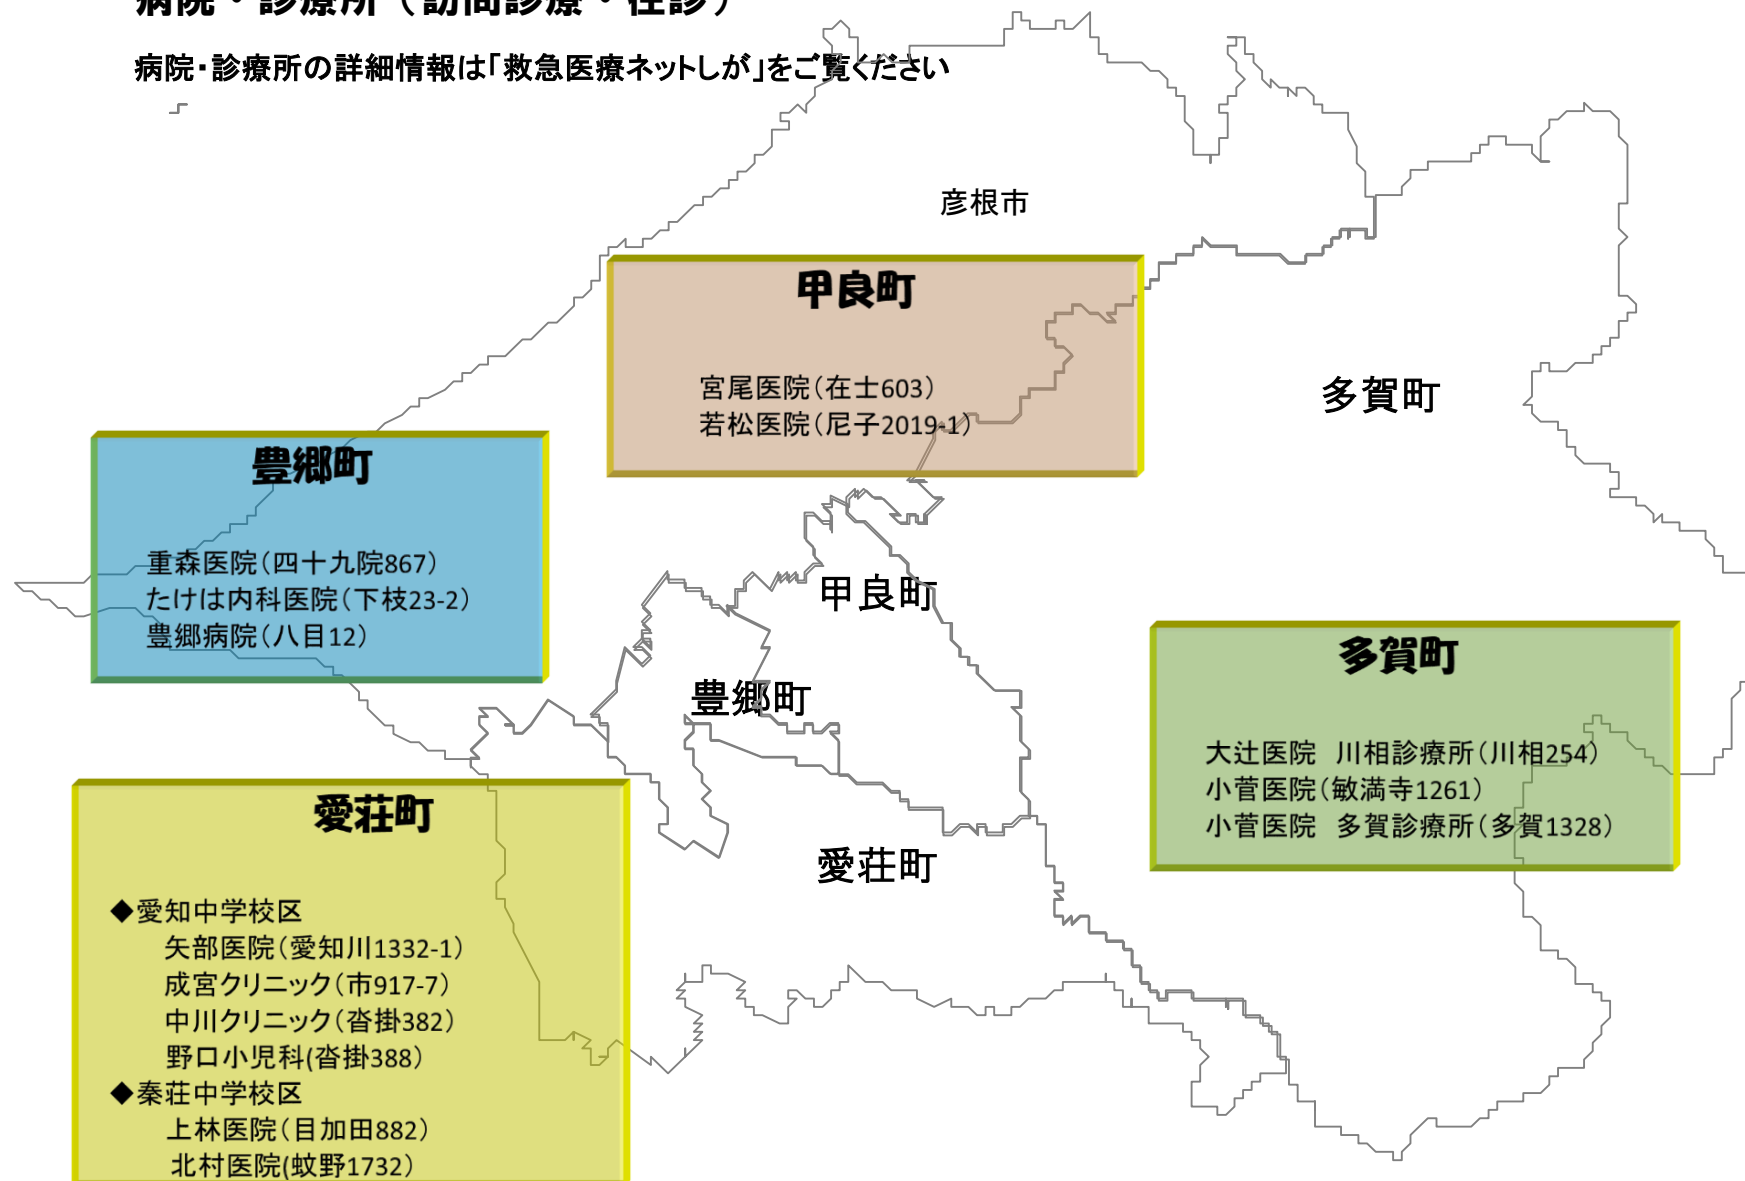 病院・診療所（訪問診療・往診）
病院・診療所の詳細情報は「救急医療ネットしが」をご覧ください
彦根市
甲良町
宮尾医院（在士603）
若松医院（尼子2019-1）
多賀町
豊郷町
重森医院（四十九院867）
たけは内科医院（下枝23-2）
豊郷病院（八目12）
甲良町
豊郷町
多賀町
大辻医院　川相診療所（川相254）
小菅医院（敏満寺1261）
小菅医院　多賀診療所（多賀1328）
愛荘町
愛荘町
◆愛知中学校区
矢部医院（愛知川1332-1）
成宮クリニック（市917-7）
中川クリニック（沓掛382）
野口小児科(沓掛388）
◆秦荘中学校区
上林医院（目加田882）
北村医院(蚊野1732）